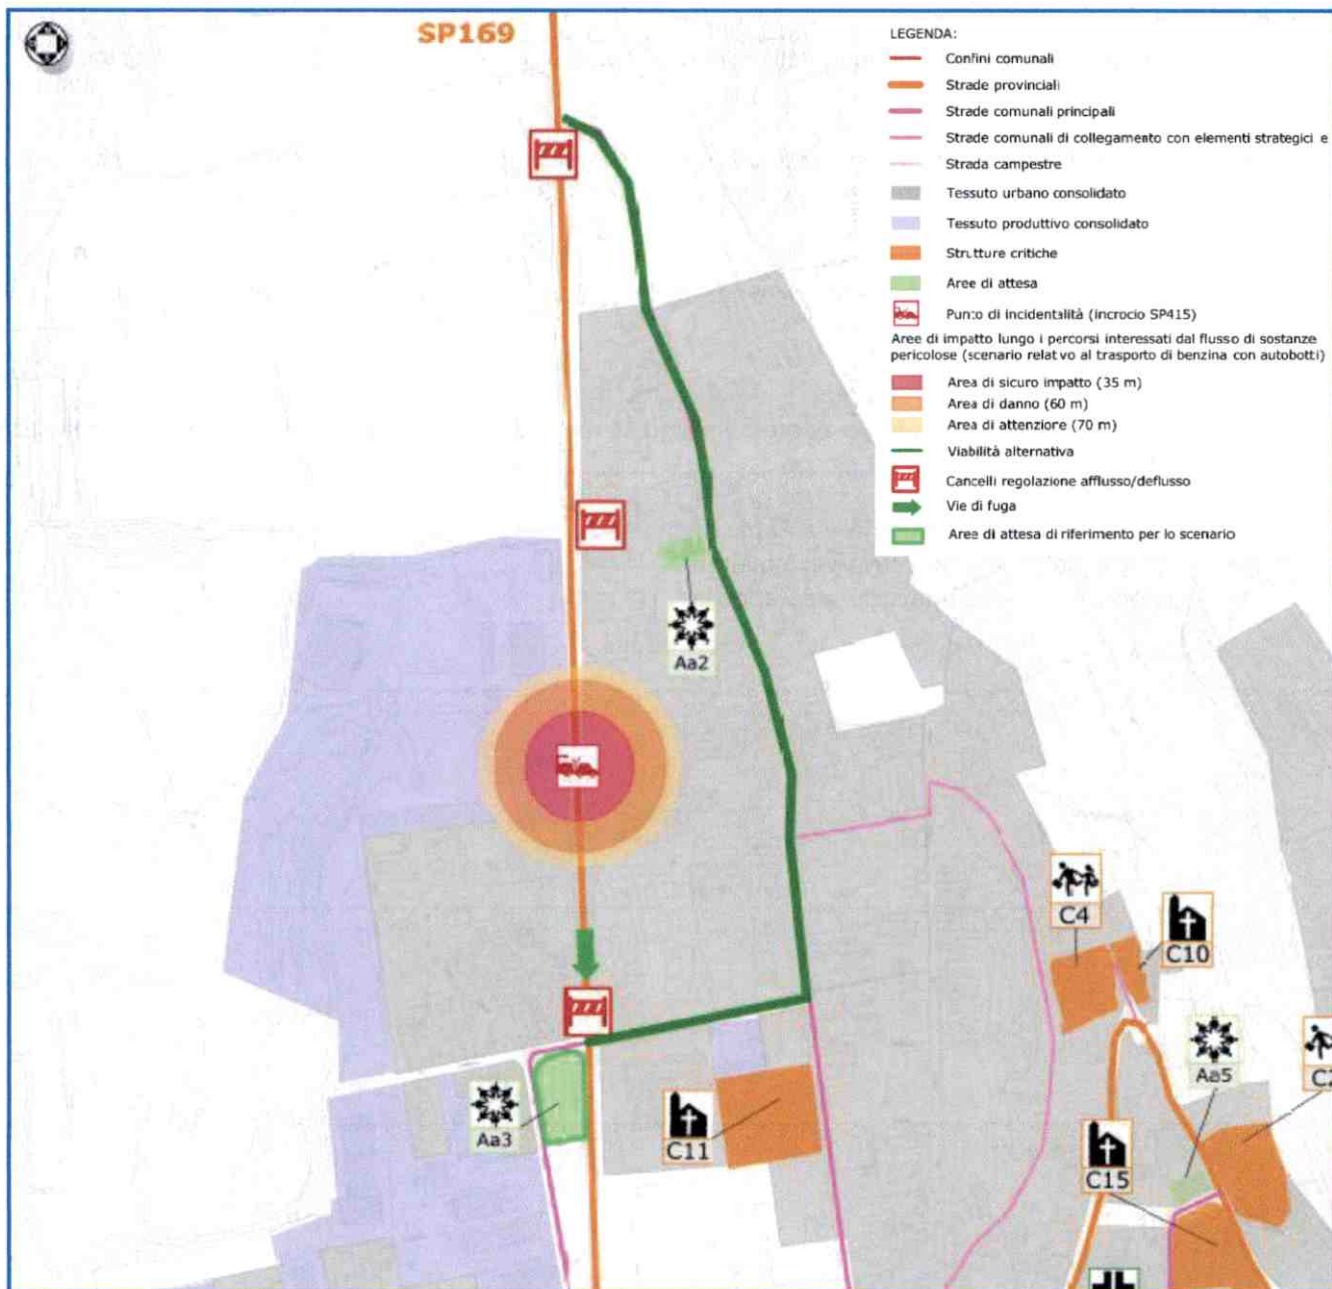 SP169
LEGENDA:
Confini comunali
Strade provinciali
Strade comunali principali
Strade comunali di collegamento con elementi strategici e
Strada campestre
Tessuto urbano consolidato
Tessuto produttivo consolidato
Strutture critiche
Aree di attesa
Punto di incidentalità (incrocio SP415)
Aree di impatto lungo i percorsi interessati dal flusso di sostanze
pericolose (scenario relativo al trasporto di benzina con autobotti)
Area di sicuro impatto (35 m)
Area di danno (60 m)
Area di attenzione (70 m)
Viabilità alternativa
Cancelli regolazione afflusso/deflusso
Vie di fuga
Aree di attesa di riferimento per lo scenario
Aa2
C4
C10
Aa5
C2
Aa3
C11
C15